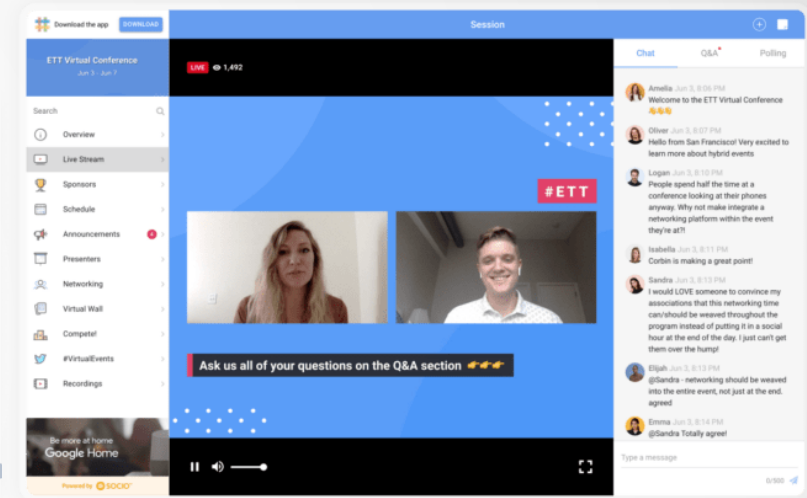 Download the app
DOWNLOAD
Session
ETT Virtual Conference
Jun 3 - Jun 7
Search
Overview
Live Stream
Sponsors
Schedule
Announcements
Presenters
Networking
Virtual Wall
Compete!
#VirtualEvents
Recordings
Be more at home
Google Home
Powered by SOCIO
LIVE 1,492
#ETT
Ask us all of your questions on the Q&A section 👉👉👉
Chat
Q&A
Polling
Amelia Jun 3, 8:06 PM
Welcome to the ETT Virtual Conference
👏👏👏
Oliver Jun 3, 8:07 PM
Hello from San Francisco! Very excited to
learn more about hybrid events
Logan Jun 3, 8:10 PM
People spend half the time at a
conference looking at their phones
anyway. Why not make integrate a
networking platform within the event
they're at?!
Isabella Jun 3, 8:11 PM
Corbin is making a great point!
Sandra Jun 3, 8:13 PM
I would LOVE someone to convince my
associations that this networking time
can/should be weaved throughout the
program instead of putting it in a social
hour at the end of the day. I just can't get
them over the hump!
Elijah Jun 3, 8:13 PM
@Sandra - networking should be weaved
into the entire event, not just at the end.
agreed
Emma Jun 3, 8:14 PM
@Sandra Totally agree!
Type a message
0/500